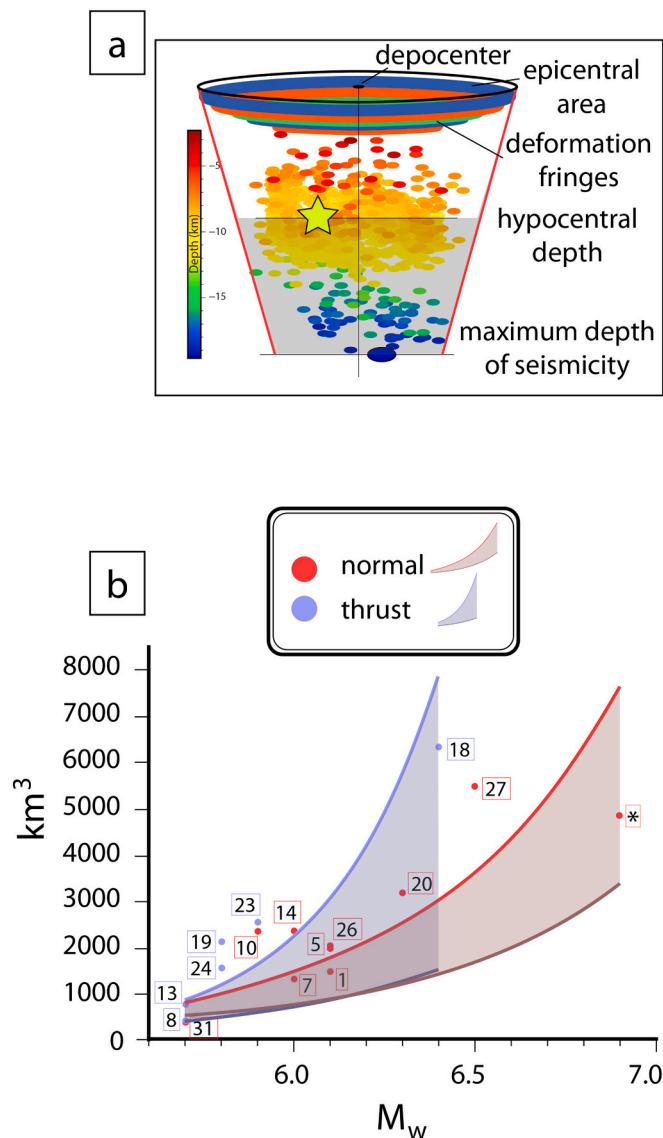 a
depocenter
epicentral
area
deformation
fringes
hypocentral
depth
maximum depth
of seismicity
Depth (km)
−5
−10
−15
b
normal
thrust
8000
7000
6000
5000
4000
3000
2000
1000
0
km³
18
27
*
20
23
14
26
19
10
5
24
7
1
13
8
31
6.0
6.5
7.0
Mw